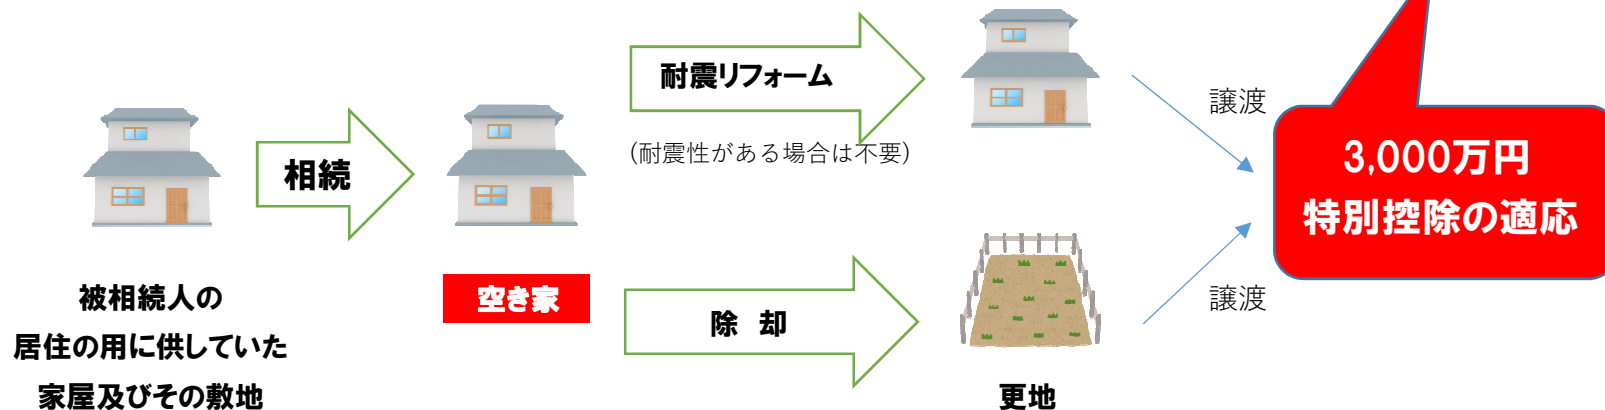 被相続人の
居住の用に供していた
家屋及びその敷地
相続
空き家
耐震リフォーム
(耐震性がある場合は不要)
除 却
更地
譲渡
譲渡
3,000万円
特別控除の適応